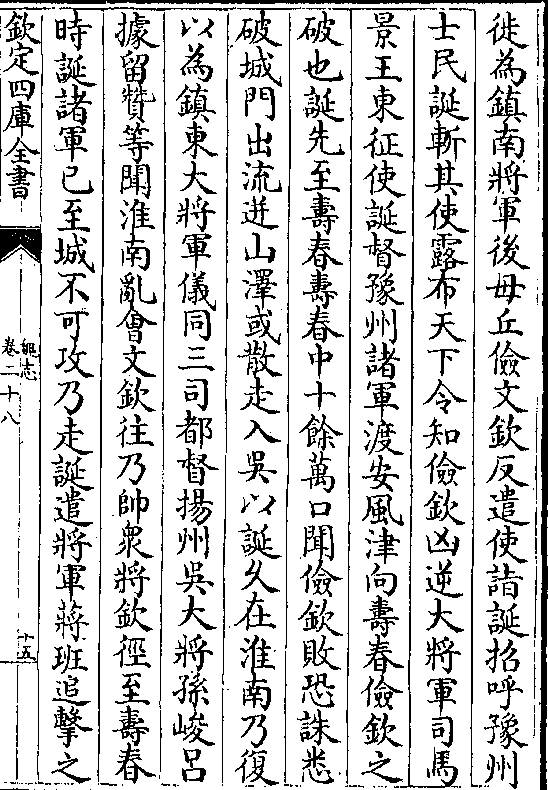 徙為鎮南將軍後毋丘儉文欽反遣使詣誕招呼豫州
士民誕斬其使露布天下令知儉欽凶逆大將軍司馬
景王東征使誕督豫州諸軍渡安風津向壽春儉欽之
破也誕先至壽春壽春中十餘萬口聞儉欽敗恐誅悉
破城門出流迸山澤或散走入吳以誕乆在淮南乃復
以為鎮東大將軍儀同三司都督揚州吳大將孫峻呂
據留贊等聞淮南亂會文欽往乃帥衆將欽徑至壽春
時誕諸軍已至城不可攻乃走誕遣將軍蔣班追擊之
欽定四庫全書
魏志
卷二十八
十五